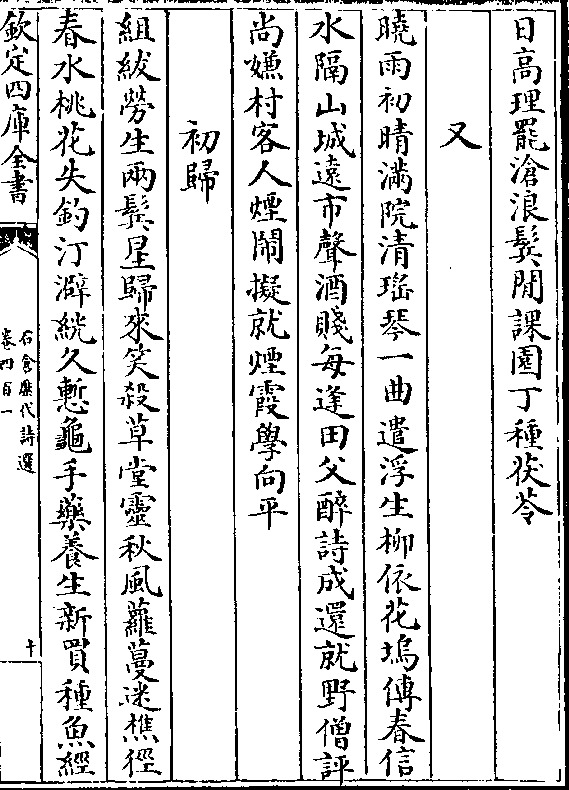 日高理罷滄浪鬓閒課園丁種茯苓
又
曉雨初晴滿院清瑶琴一曲遣浮生柳依花塢傳春信
水隔山城遠市聲酒賤每逢田父醉詩成還就野僧評
尚嫌村客人煙鬧擬就煙霞學向平
初歸
組紱勞生兩鬓星歸來笑殺草堂靈秋風蘿蔓迷樵徑
春水桃花失釣汀澼絖久慙龜手藥養生新買種魚經
欽定四庫全書
石倉歷代詩選
卷四百一
十